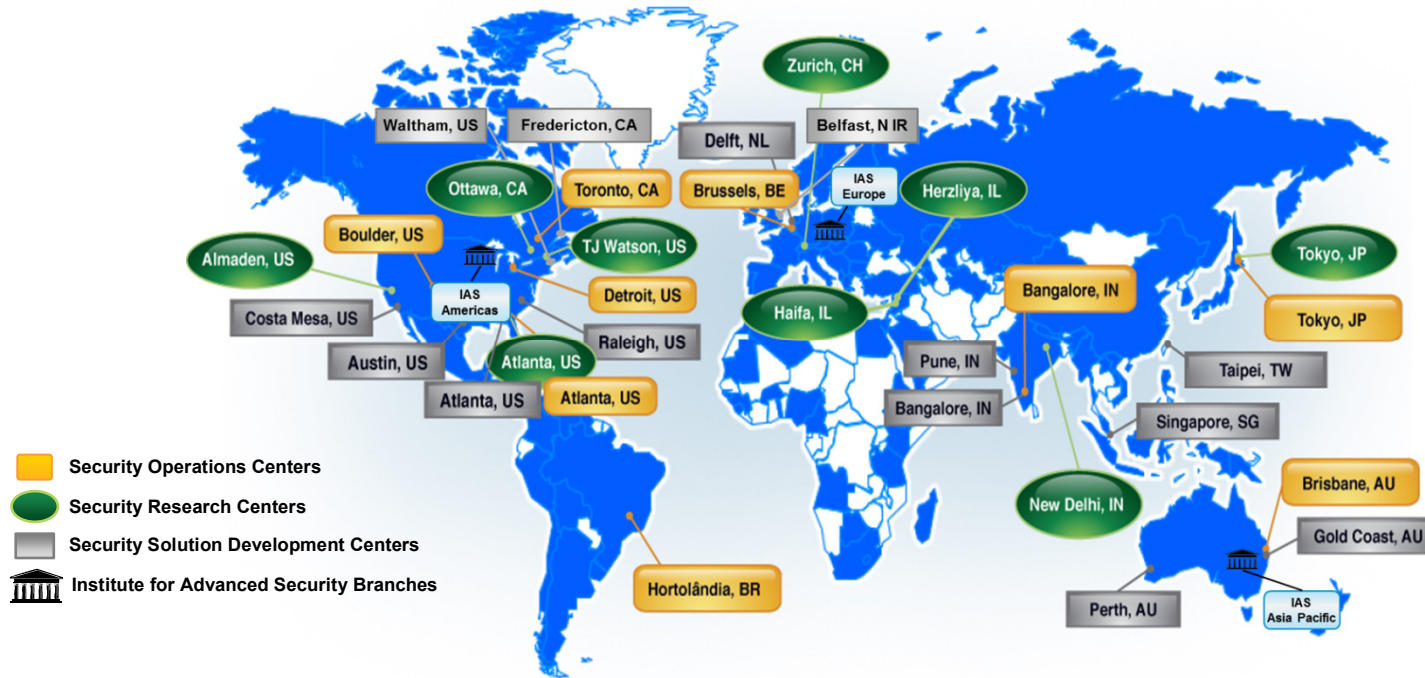 Zurich, CH
Waltham, US
Fredericton, CA
Delft, NL
Belfast, N IR
Ottawa, CA
Toronto, CA
Brussels, BE
IAS
Europe
Herzliya, IL
Boulder, US
TJ Watson, US
Almaden, US
Tokyo, JP
IAS
Americas
Detroit, US
Bangalore, IN
Costa Mesa, US
Haifa, IL
Tokyo, JP
Raleigh, US
Austin, US
Atlanta, US
Pune, IN
Taipei, TW
Atlanta, US
Atlanta, US
Bangalore, IN
Singapore, SG
Security Operations Centers
Brisbane, AU
Security Research Centers
New Delhi, IN
Gold Coast, AU
Security Solution Development Centers
Institute for Advanced Security Branches
Hortolândia, BR
Perth, AU
IAS
Asia Pacific